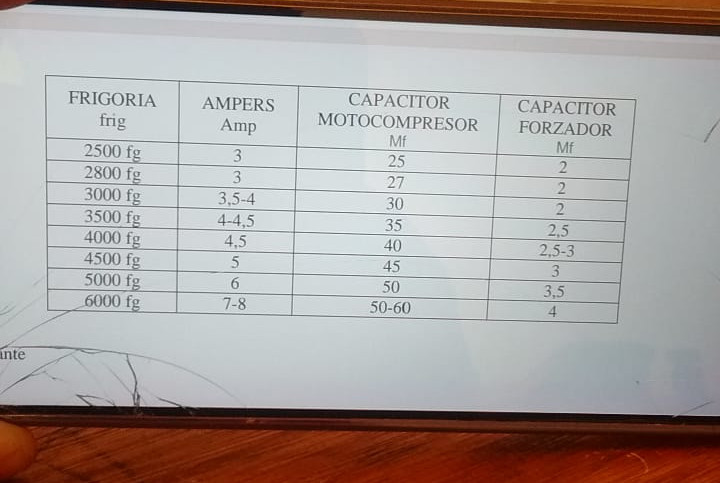 FRIGORIA frig AMPERS Amp CAPACITOR MOTOCOMPRESOR Mf CAPACITOR FORZADOR Mf
2500 fg 3 25 2
2800 fg 3 27 2
3000 fg 3,5-4 30 2
3500 fg 4-4,5 35 2,5
4000 fg 4,5 40 2,5-3
4500 fg 5 45 3
5000 fg 6 50 3,5
6000 fg 7-8 50-60 4
ante